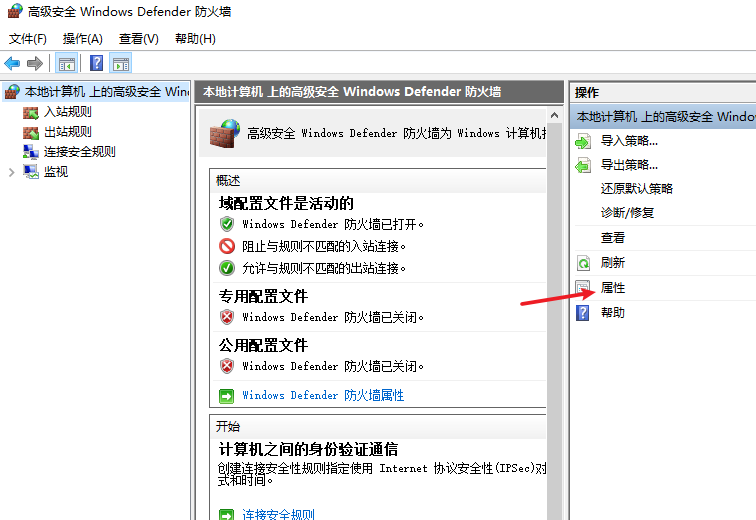 高级安全 Windows Defender 防火墙
文件(F) 操作(A) 查看(V) 帮助(H)
本地计算机 上的高级安全 Win
入站规则
出站规则
连接安全规则
监视
本地计算机 上的高级安全 Windows Defender 防火墙
高级安全 Windows Defender 防火墙为 Windows 计算机
概述
域配置文件是活动的
Windows Defender 防火墙已打开。
阻止与规则不匹配的入站连接。
允许与规则不匹配的出站连接。
专用配置文件
Windows Defender 防火墙已关闭。
公用配置文件
Windows Defender 防火墙已关闭。
Windows Defender 防火墙属性
开始
计算机之间的身份验证通信
创建连接安全性规则指定使用 Internet 协议安全性(IPSec)对
式和时间。
连接安全规则
操作
本地计算机 上的高级安全 Windo
导入策略...
导出策略...
还原默认策略
诊断/修复
查看
刷新
属性
帮助